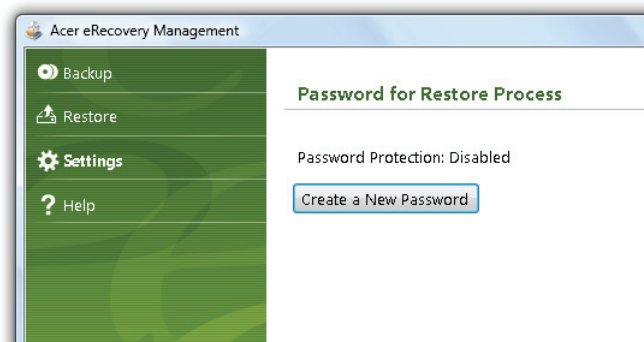 Acer eRecovery Management
Backup
Restore
Settings
Help
Password for Restore Process
Password Protection: Disabled
Create a New Password